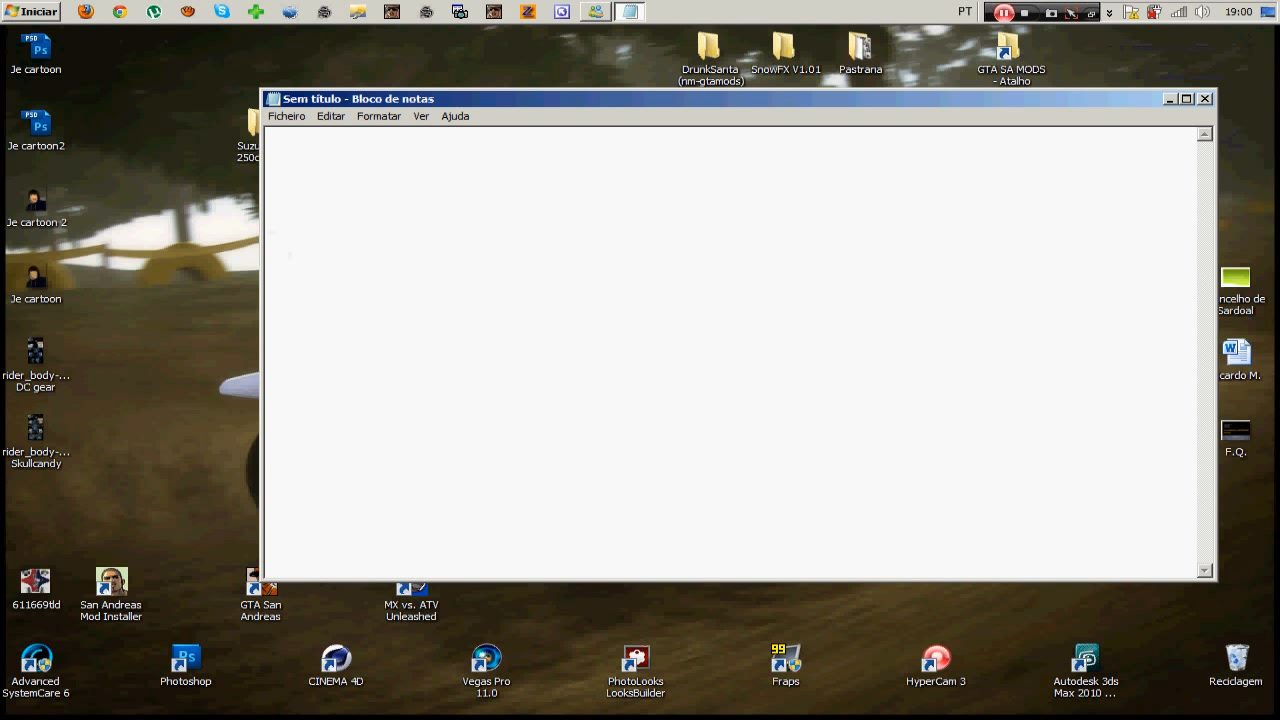 Iniciar
PT
19:00
Je cartoon
DrunkSanta
(nm-gtamods)
SnowFX V1.01
Pastrana
GTA SA MODS
- Atalho
Sem título - Bloco de notas
Ficheiro Editar Formatar Ver Ajuda
Je cartoon2
Suzu
Je cartoon 2
Je cartoon
ncelho de
Sardoal
rider_body-...
DC gear
cardo M.
rider_body-...
Skullcandy
F.Q.
611669tld
San Andreas
Mod Installer
GTA San
Andreas
MX vs. ATV
Unleashed
99
Advanced
SystemCare 6
Photoshop
CINEMA 4D
Vegas Pro
11.0
PhotoLooks
LooksBuilder
Fraps
HyperCam 3
Autodesk 3ds
Max 2010 ...
Reciclagem